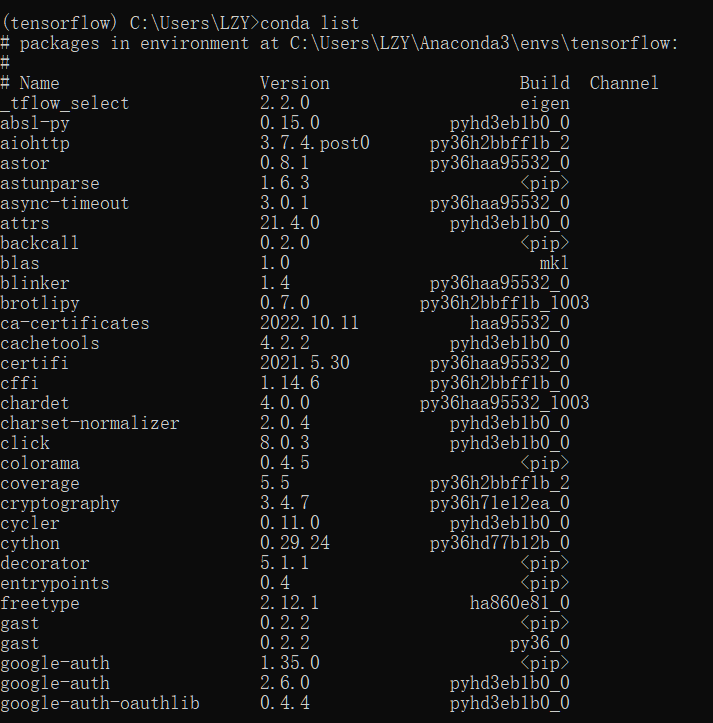 (tensorflow) C:\Users\LZY>conda list
# packages in environment at C:\Users\LZY\Anaconda3\envs\tensorflow:
#
# Name Version Build Channel
_tflow_select 2.2.0 eigen
absl-py 0.15.0 pyhd3eb1b0_0
aiohttp 3.7.4.post0 py36h2bbff1b_2
astor 0.8.1 py36haa95532_0
astunparse 1.6.3 <pip>
async-timeout 3.0.1 py36haa95532_0
attrs 21.4.0 pyhd3eb1b0_0
backcall 0.2.0 <pip>
blas 1.0 mkl
blinker 1.4 py36haa95532_0
brotlipy 0.7.0 py36h2bbff1b_1003
ca-certificates 2022.10.11 haa95532_0
cachetools 4.2.2 pyhd3eb1b0_0
certifi 2021.5.30 py36haa95532_0
cffi 1.14.6 py36h2bbff1b_0
chardet 4.0.0 py36haa95532_1003
charset-normalizer 2.0.4 pyhd3eb1b0_0
click 8.0.3 pyhd3eb1b0_0
colorama 0.4.5 <pip>
coverage 5.5 py36h2bbff1b_2
cryptography 3.4.7 py36h71e12ea_0
cycler 0.11.0 pyhd3eb1b0_0
cython 0.29.24 py36hd77b12b_0
decorator 5.1.1 <pip>
entrypoints 0.4 <pip>
freetype 2.12.1 ha860e81_0
gast 0.2.2 <pip>
gast 0.2.2 py36_0
google-auth 1.35.0 <pip>
google-auth 2.6.0 pyhd3eb1b0_0
google-auth-oauthlib 0.4.4 pyhd3eb1b0_0